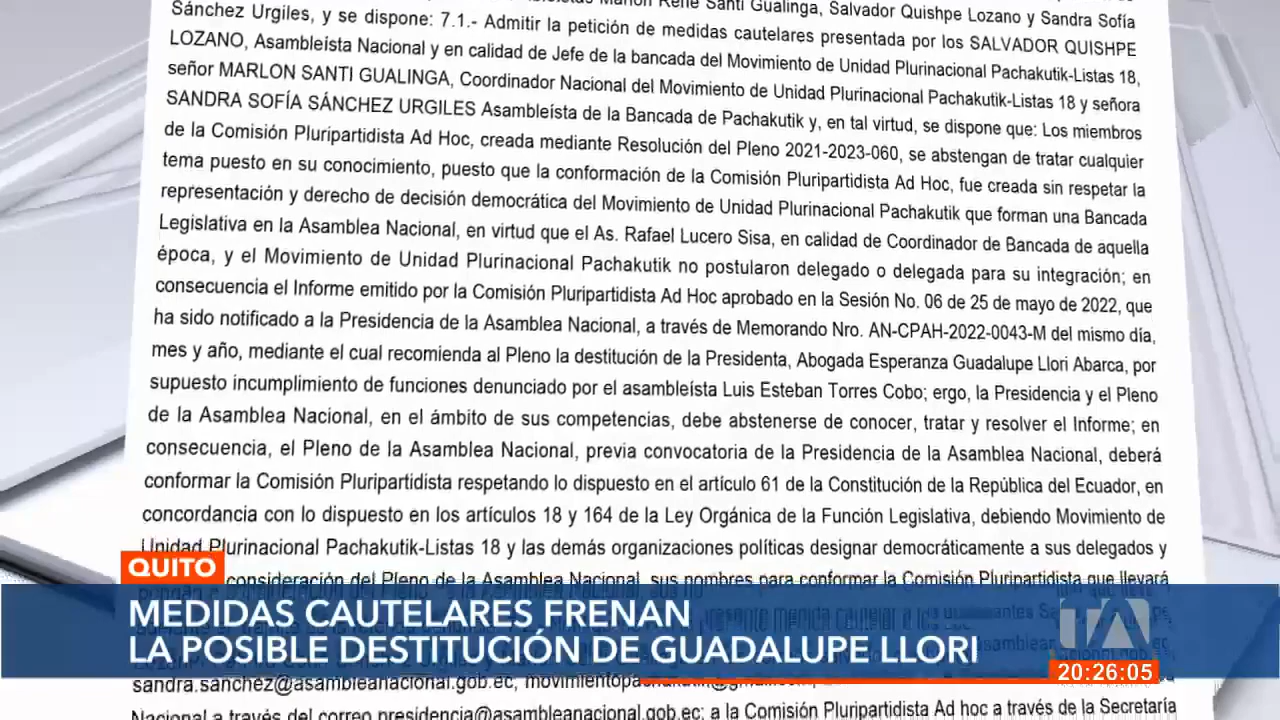 Marlon René Santi Gualinga, Salvador Quishpe Lozano y Sandra Sofía
Sánchez Urgiles, y se dispone: 7.1.- Admitir la petición de medidas cautelares presentada por los SALVADOR QUISHPE
LOZANO, Asambleísta Nacional y en calidad de Jefe de la bancada del Movimiento de Unidad Plurinacional Pachakutik-Listas 18,
señor MARLON SANTI GUALINGA, Coordinador Nacional del Movimiento de Unidad Plurinacional Pachakutik-Listas 18 y señora
SANDRA SOFÍA SÁNCHEZ URGILES Asambleísta de la Bancada de Pachakutik y, en tal virtud, se dispone que: Los miembros
de la Comisión Pluripartidista Ad Hoc, creada mediante Resolución del Pleno 2021-2023-060, se abstengan de tratar cualquier
tema puesto en su conocimiento, puesto que la conformación de la Comisión Pluripartidista Ad Hoc, fue creada sin respetar la
representación y derecho de decisión democrática del Movimiento de Unidad Plurinacional Pachakutik que forman una Bancada
Legislativa en la Asamblea Nacional, en virtud que el As. Rafael Lucero Sisa, en calidad de Coordinador de Bancada de aquella
época, y el Movimiento de Unidad Plurinacional Pachakutik no postularon delegado o delegada para su integración; en
consecuencia el Informe emitido por la Comisión Pluripartidista Ad Hoc aprobado en la Sesión No. 06 de 25 de mayo de 2022, que
ha sido notificado a la Presidencia de la Asamblea Nacional, a través de Memorando Nro. AN-CPAH-2022-0043-M del mismo día,
mes y año, mediante el cual recomienda al Pleno la destitución de la Presidenta, Abogada Esperanza Guadalupe Llori Abarca, por
supuesto incumplimiento de funciones denunciado por el asambleísta Luis Esteban Torres Cobo; ergo, la Presidencia y el Pleno
de la Asamblea Nacional, en el ámbito de sus competencias, debe abstenerse de conocer, tratar y resolver el Informe; en
consecuencia, el Pleno de la Asamblea Nacional, previa convocatoria de la Presidencia de la Asamblea Nacional, deberá
conformar la Comisión Pluripartidista respetando lo dispuesto en el artículo 61 de la Constitución de la República del Ecuador, en
concordancia con lo dispuesto en los artículos 18 y 164 de la Ley Orgánica de la Función Legislativa, debiendo Movimiento de
Unidad Plurinacional Pachakutik-Listas 18 y las demás organizaciones políticas designar democráticamente a sus delegados y
consideración del Pleno de la Asamblea Nacional, sus nombres para conformar la Comisión Pluripartidista que llevará
QUITO
MEDIDAS CAUTELARES FRENAN
LA POSIBLE DESTITUCIÓN DE GUADALUPE LLORI
TA
20:26:05
sandra.sanchez@asambleanacional.gob.ec,
Nacional a través del correo presidencia@asambleanacional.gob.ec; a la Comisión Pluripartidista Ad hoc a través de la Secretaría